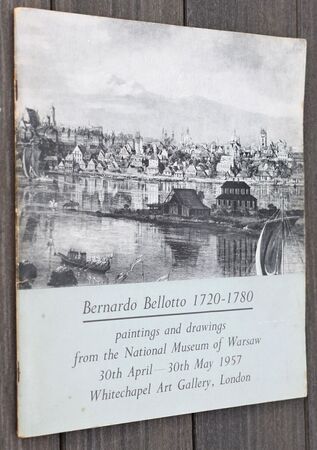 Bernardo Bellotto 1720-1780
paintings and drawings
from the National Museum of Warsaw
30th April — 30th May 1957
Whitechapel Art Gallery, London